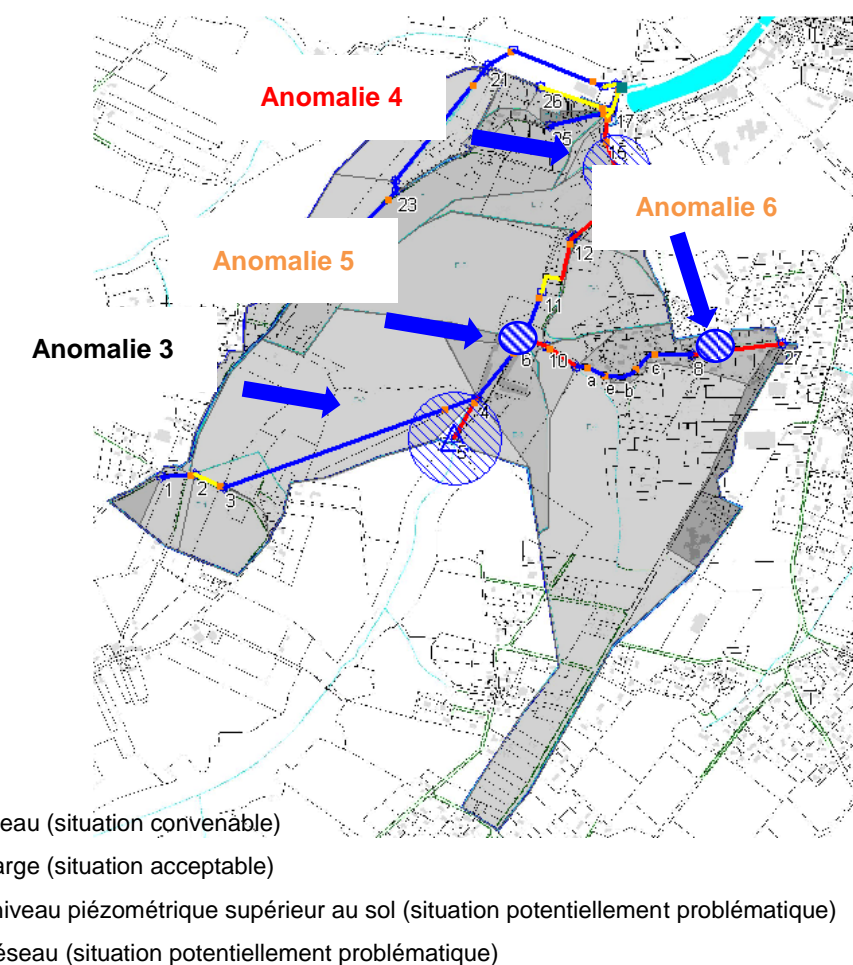 21
Anomalie 4
26
17
25
15
23
Anomalie 6
12
Anomalie 5
11
Anomalie 3
6
10
8
27
c
a
e
b
4
5
1
2
3
eau (situation convenable)
arge (situation acceptable)
niveau piézométrique supérieur au sol (situation potentiellement problématique)
éseau (situation potentiellement problématique)